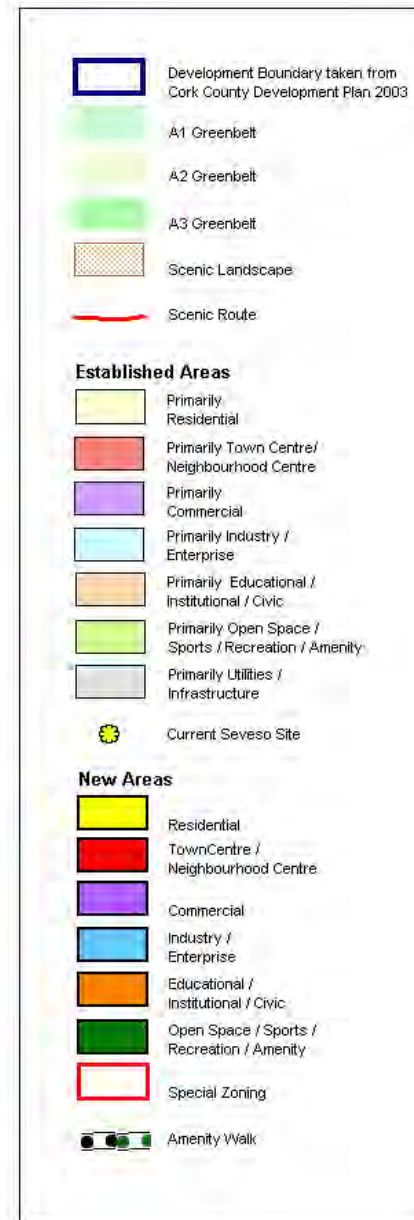 Development Boundary taken from
Cork County Development Plan 2003
A1 Greenbelt
A2 Greenbelt
A3 Greenbelt
Scenic Landscape
Scenic Route
Established Areas
Primarily
Residential
Primarily Town Centre/
Neighbourhood Centre
Primarily
Commercial
Primarily Industry /
Enterprise
Primarily Educational /
Institutional / Civic
Primarily Open Space /
Sports / Recreation / Amenity
Primarily Utilities /
Infrastructure
Current Seveso Site
New Areas
Residential
TownCentre /
Neighbourhood Centre
Commercial
Industry /
Enterprise
Educational /
Institutional / Civic
Open Space / Sports /
Recreation / Amenity
Special Zoning
Amenity Walk